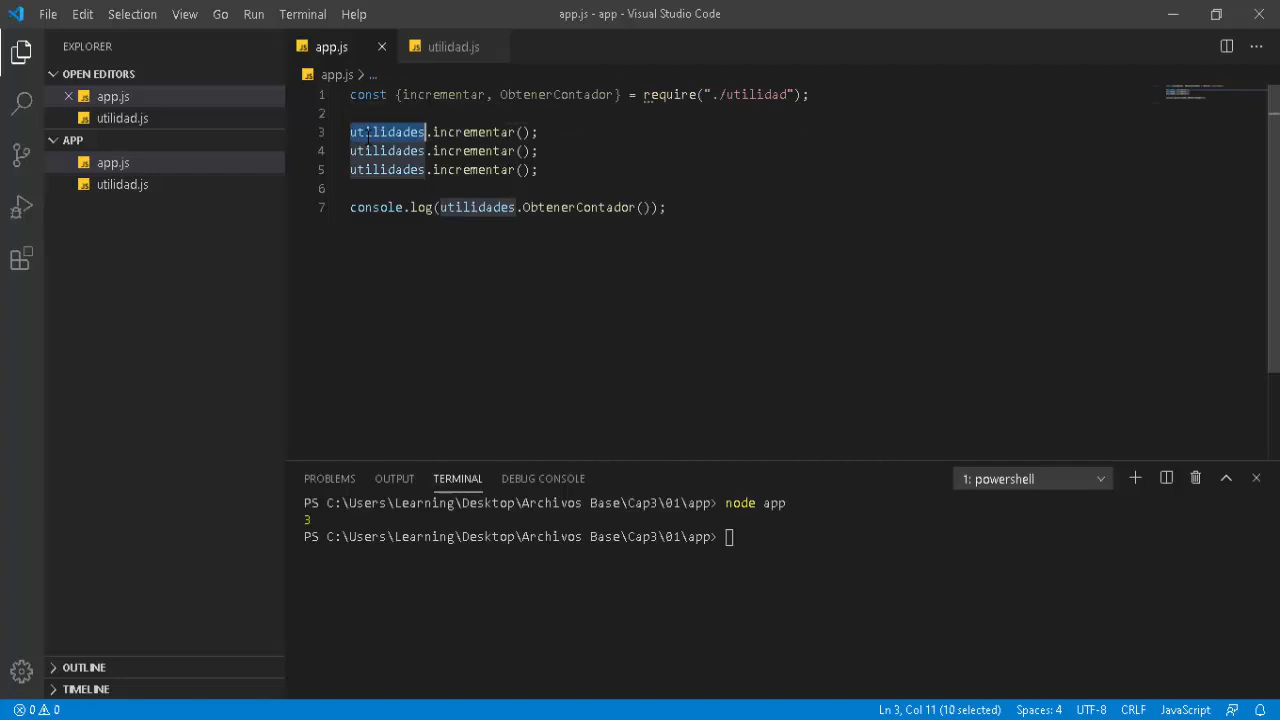 File Edit Selection View Go Run Terminal Help app.js - app - Visual Studio Code
EXPLORER
OPEN EDITORS
app.js
utilidad.js
APP
app.js
utilidad.js
OUTLINE
TIMELINE
app.js utilidad.js
app.js > ...
1 const {incrementar, ObtenerContador} = require("./utilidad");
2
3 utilidades.incrementar();
4 utilidades.incrementar();
5 utilidades.incrementar();
6
7 console.log(utilidades.ObtenerContador());
PROBLEMS OUTPUT TERMINAL DEBUG CONSOLE 1: powershell
PS C:\Users\Learning\Desktop\Archivos Base\Cap3\01\app> node app
3
PS C:\Users\Learning\Desktop\Archivos Base\Cap3\01\app>
0 0 Ln 3, Col 11 (10 selected) Spaces: 4 UTF-8 CRLF JavaScript